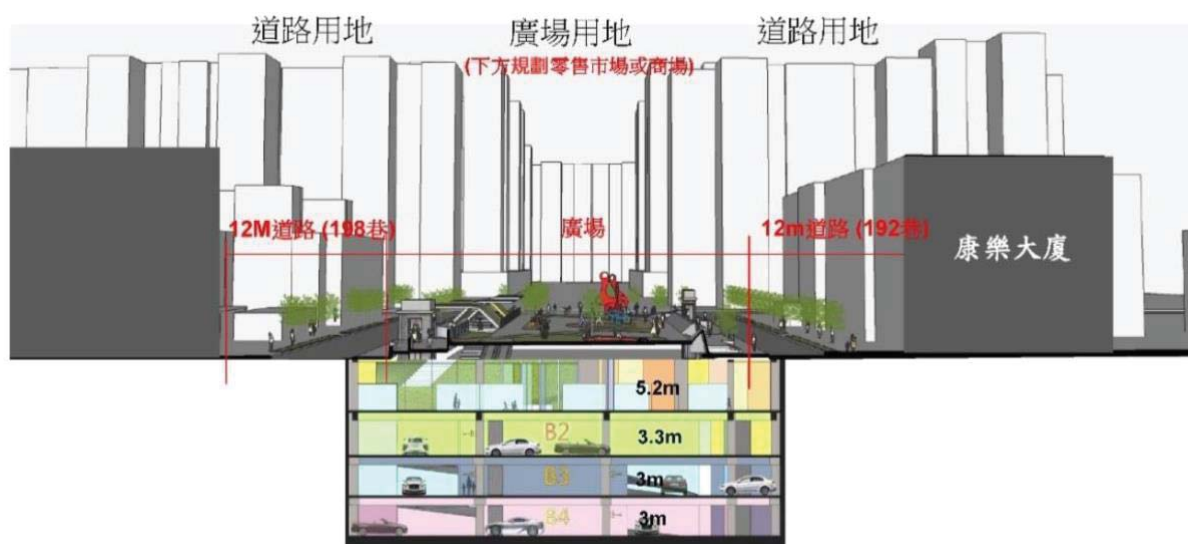 道路用地
廣場用地
道路用地
(下方規劃零售市場或商場)
12M道路 (198巷)
廣場
12m道路 (192巷)
康樂大廈
5.2m
B2
3.3m
B3
3m
B4
3m